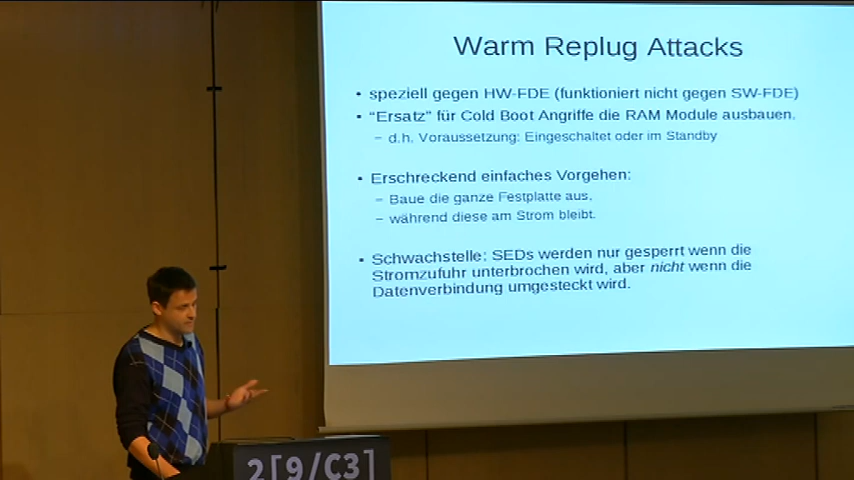 Warm Replug Attacks
• speziell gegen HW-FDE (funktioniert nicht gegen SW-FDE)
• "Ersatz" für Cold Boot Angriffe die RAM Module ausbauen.
– d.h. Voraussetzung: Eingeschaltet oder im Standby
• Erschreckend einfaches Vorgehen:
– Baue die ganze Festplatte aus,
– während diese am Strom bleibt.
• Schwachstelle: SEDs werden nur gesperrt wenn die
Stromzufuhr unterbrochen wird, aber nicht wenn die
Datenverbindung umgesteckt wird.
2[9/C3]